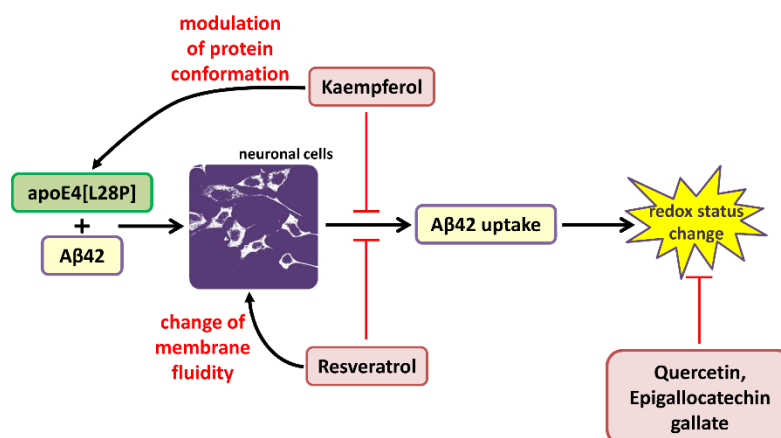 modulation
of protein
conformation
Kaempferol
neuronal cells
apoE4[L28P]
+
Aβ42
Aβ42 uptake
redox status
change
change of
membrane
fluidity
Resveratrol
Quercetin,
Epigallocatechin
gallate